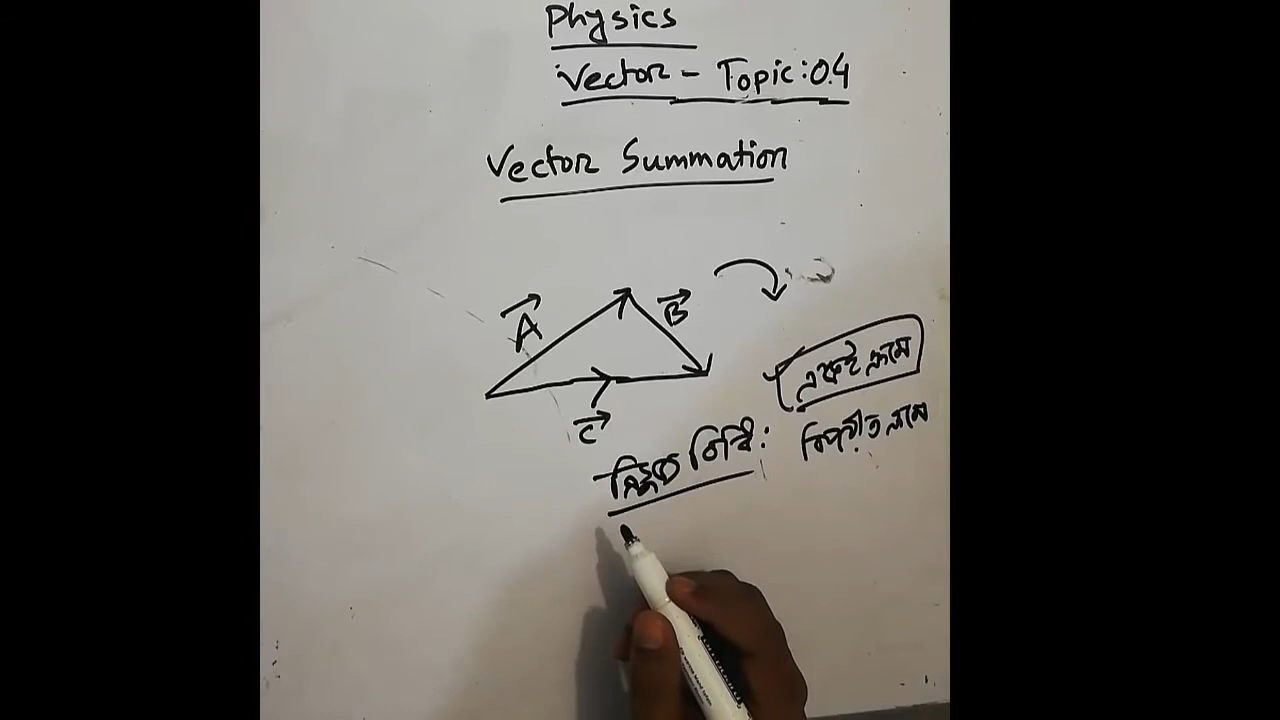 Physics
Vector - Topic:04
Vector Summation
A
B
C
একই ক্রমে
বিপরীত ক্রমে
ত্রিভুজ বিধি: